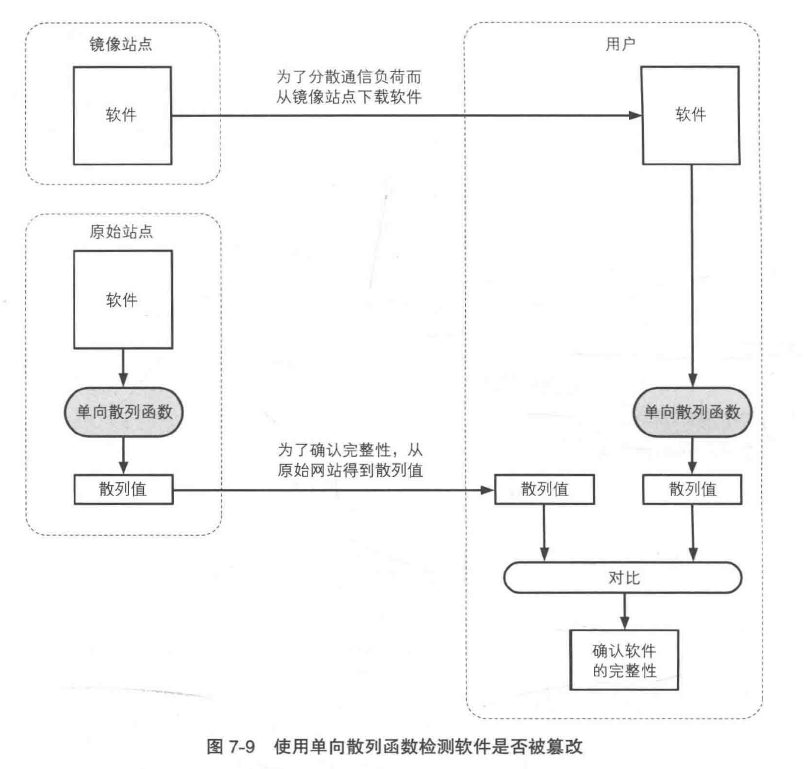 镜像站点
用户
软件
为了分散通信负荷而
从镜像站点下载软件
软件
原始站点
软件
单向散列函数
单向散列函数
为了确认完整性，从
原始网站得到散列值
散列值
散列值
散列值
对比
确认软件
的完整性
图 7-9 使用单向散列函数检测软件是否被篡改